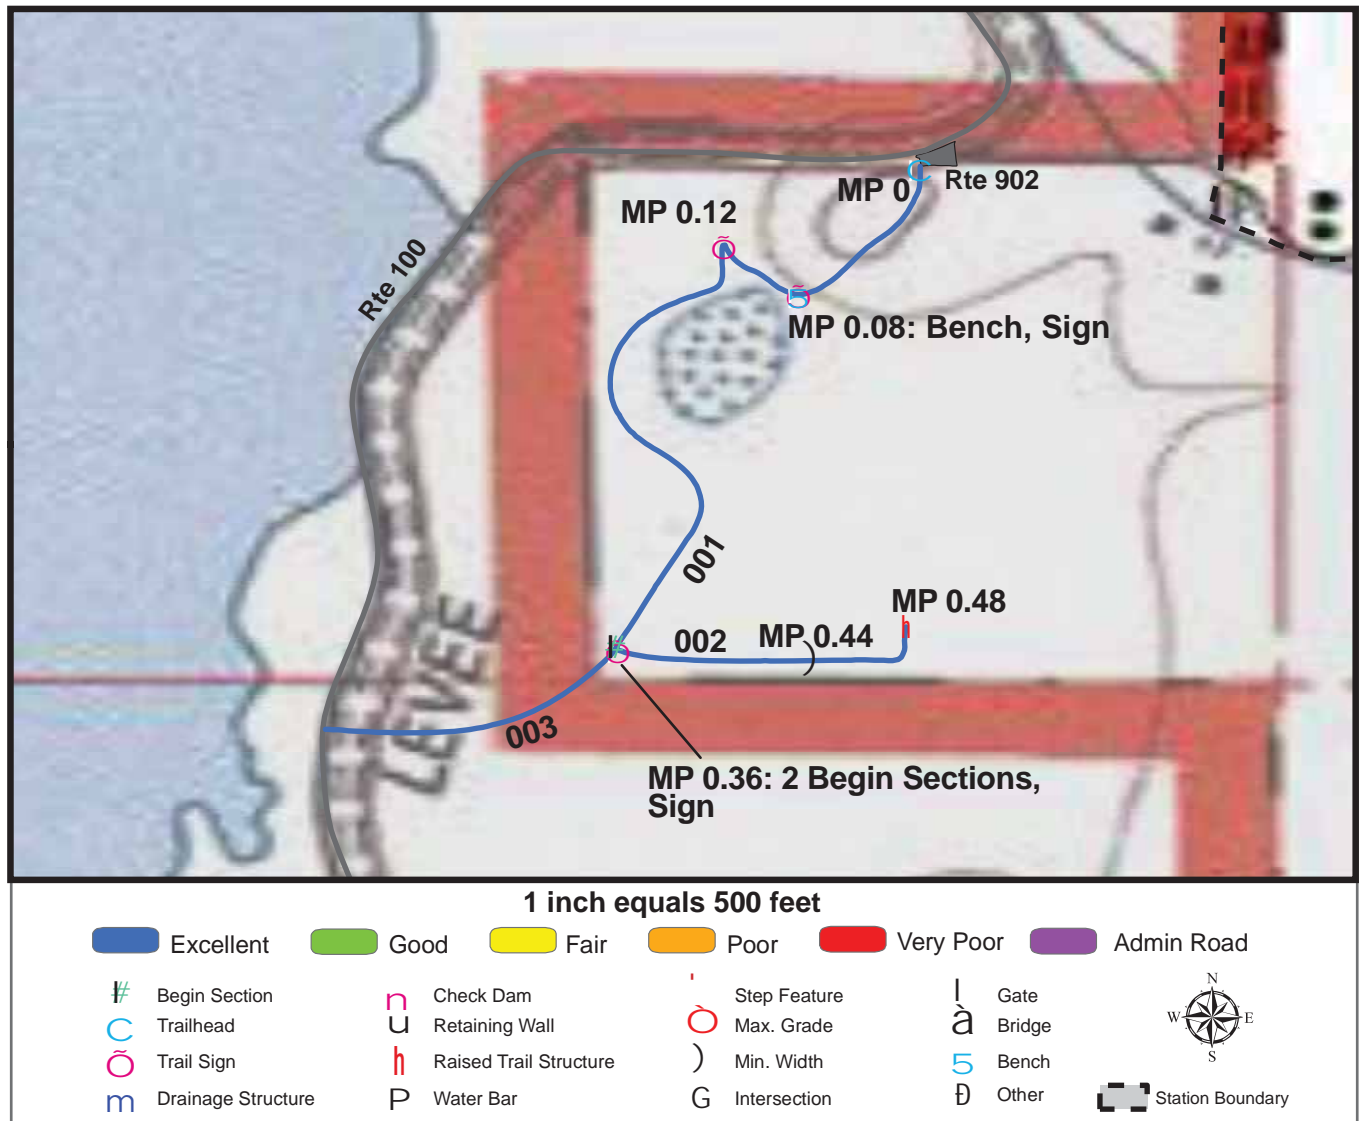 MP 0
Rte 902
MP 0.12
Rte 100
MP 0.08: Bench, Sign
001
MP 0.48
002
MP 0.44
LEVEE
003
MP 0.36: 2 Begin Sections,
Sign
1 inch equals 500 feet
Excellent
Good
Fair
Poor
Very Poor
Admin Road
Begin Section
Check Dam
Step Feature
Gate
Trailhead
Retaining Wall
Max. Grade
Bridge
Trail Sign
Raised Trail Structure
Min. Width
Bench
Drainage Structure
Water Bar
Intersection
Other
Station Boundary
N
W
E
S